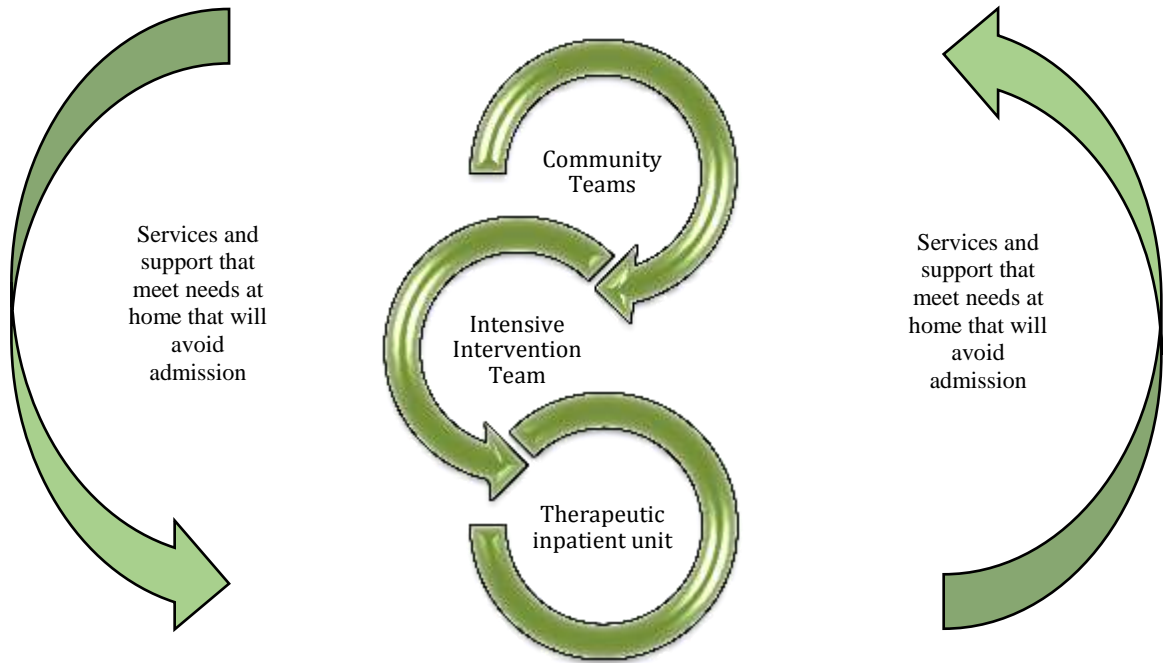 Community
Teams
Services and
support that
meet needs at
home that will
avoid
admission
Intensive
Intervention
Team
Services and
support that
meet needs at
home that will
avoid
admission
Therapeutic
inpatient unit